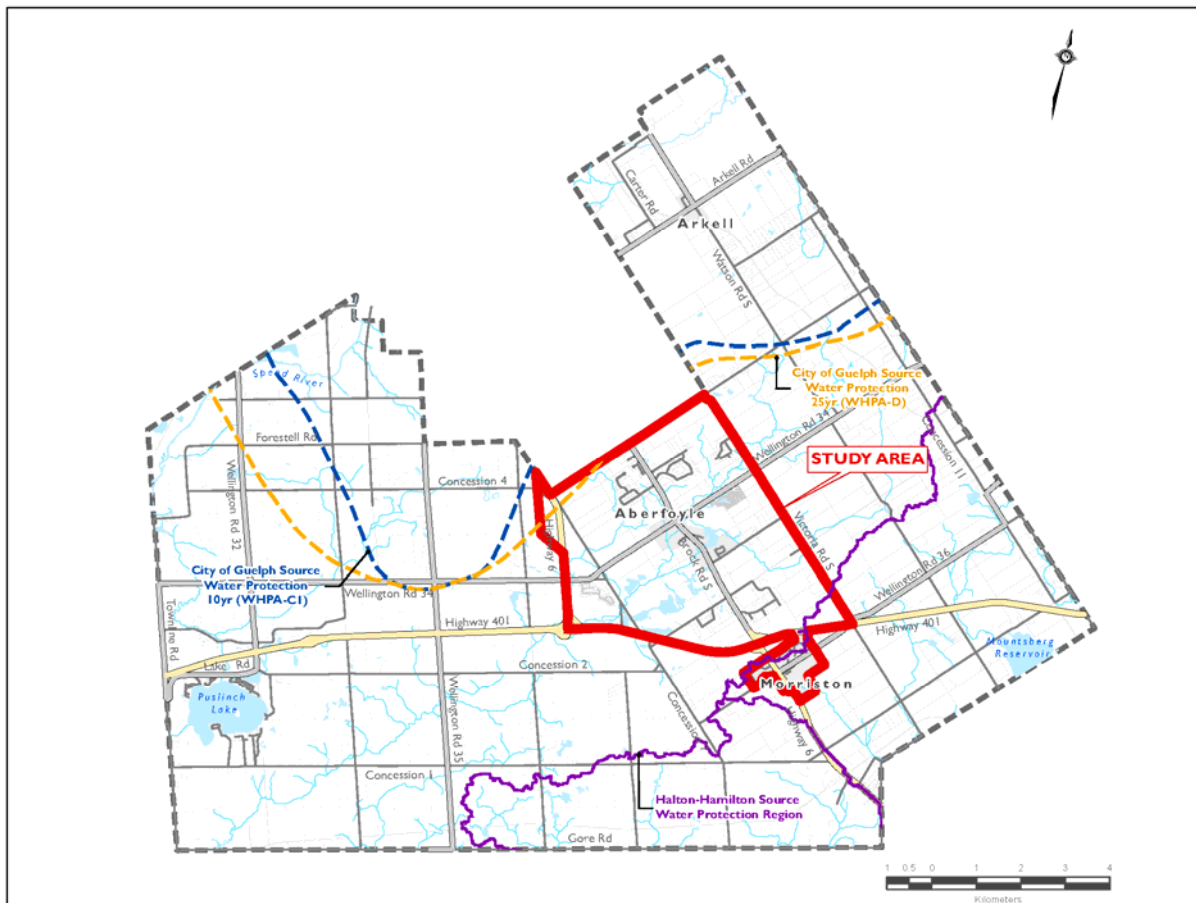 Carter Rd
Arkell Rd
Arkell
Watson Rd S
City of Guelph Source
Water Protection
25yr (WHPA-D)
Speed River
Forestell Rd
Wellington Rd 32
Concession 4
Highway 6
Wellington Rd 34
STUDY AREA
Concession 11
Aberfoyle
Brock Rd S
Victoria Rd S
City of Guelph Source
Water Protection
10yr (WHPA-C1)
Wellington Rd 34
Wellington Rd 36
Townline Rd
Highway 401
Highway 401
Mountsberg
Reservoir
Lake Rd
Concession 2
Morriston
Puslinch
Lake
Wellington Rd 35
Concession
Highway 6
Concession 1
Halton-Hamilton Source
Water Protection Region
Gore Rd
1 0.5 0 1 2 3 4
Kilometers